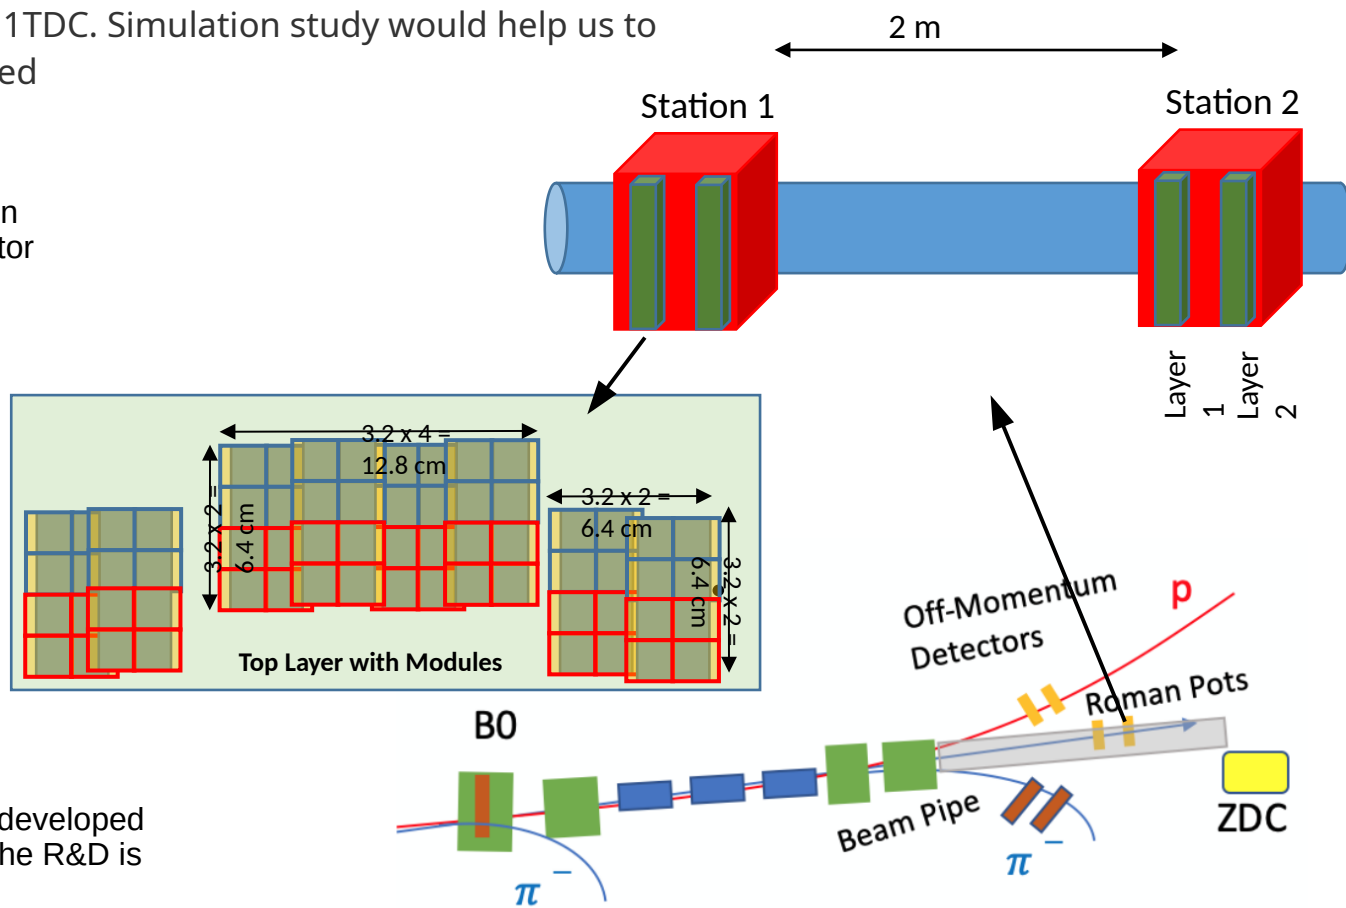 1TDC. Simulation study would help us to
ed
n
tor
2 m
Station 1
Station 2
Layer
1
Layer
2
3.2 x 4 =
12.8 cm
3.2 x 2 =
6.4 cm
3.2 x 2 =
6.4 cm
3.2 x 2 =
6.4 cm
Top Layer with Modules
developed
he R&D is
B0
Off-Momentum
Detectors
p
Roman Pots
Beam Pipe
ZDC
π⁻
π⁻